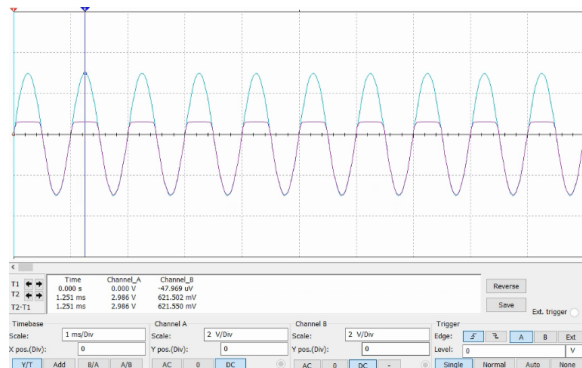 Time Channel_A Channel_B
T1 0.000 s 0.000 V -47.969 uV
T2 1.251 ms 2.986 V 621.502 mV
T2-T1 1.251 ms 2.986 V 621.550 mV
Reverse
Save
Ext. trigger
Timebase
Scale: 1 ms/Div
X pos.(Div): 0
Y/T Add B/A A/B
Channel A
Scale: 2 V/Div
Y pos.(Div): 0
AC 0 DC
Channel B
Scale: 2 V/Div
Y pos.(Div): 0
AC 0 DC -
Trigger
Edge: A B Ext
Level: 0 V
Single Normal Auto None